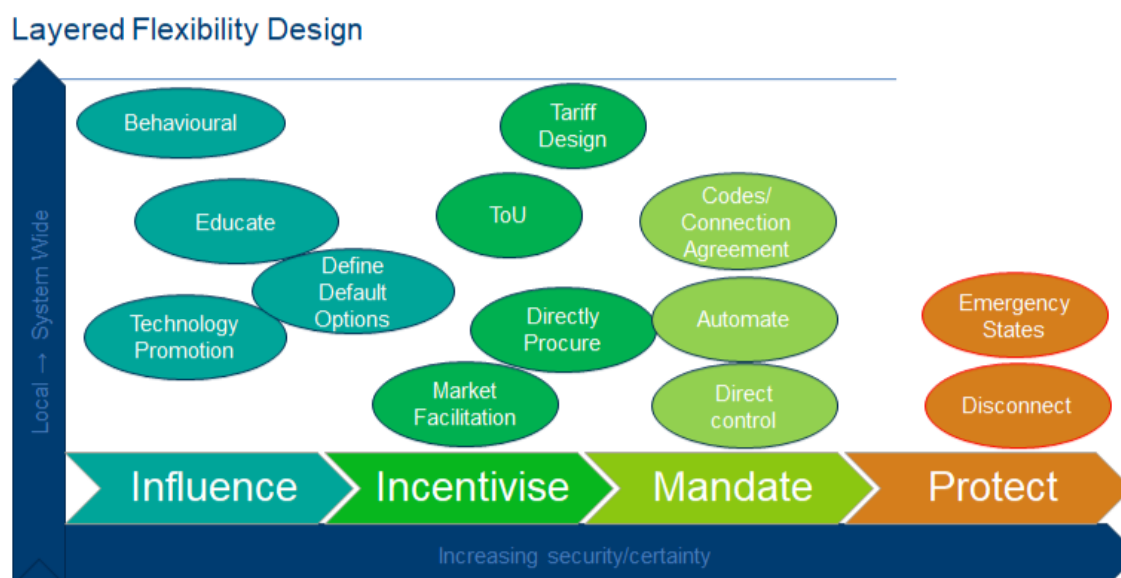 Layered Flexibility Design
Local → System Wide
Behavioural
Tariff
Design
Educate
ToU
Codes/
Connection
Agreement
Define
Default
Options
Technology
Promotion
Directly
Procure
Automate
Emergency
States
Market
Facilitation
Direct
control
Disconnect
Influence
Incentivise
Mandate
Protect
Increasing security/certainty